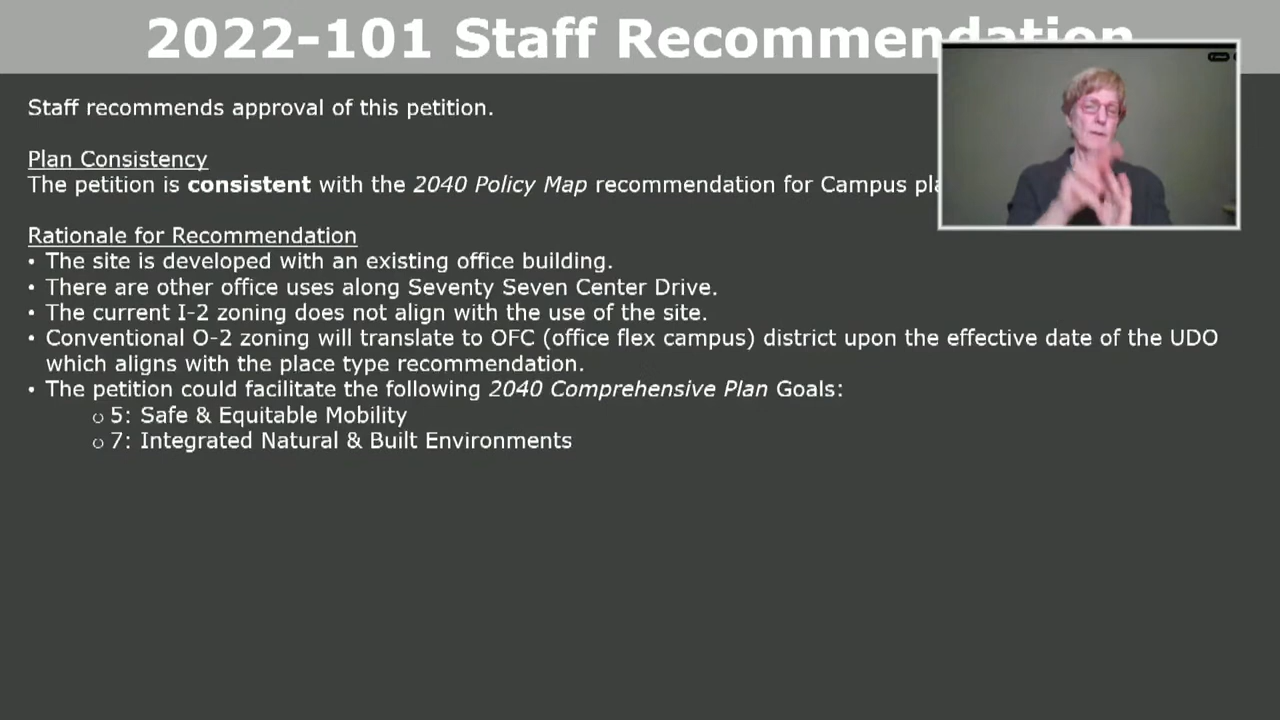 2022-101 Staff Recommendation
Staff recommends approval of this petition.
Plan Consistency
The petition is consistent with the 2040 Policy Map recommendation for Campus
Rationale for Recommendation
• The site is developed with an existing office building.
• There are other office uses along Seventy Seven Center Drive.
• The current I-2 zoning does not align with the use of the site.
• Conventional O-2 zoning will translate to OFC (office flex campus) district upon the effective date of the UDO
which aligns with the place type recommendation.
• The petition could facilitate the following 2040 Comprehensive Plan Goals:
○ 5: Safe & Equitable Mobility
○ 7: Integrated Natural & Built Environments